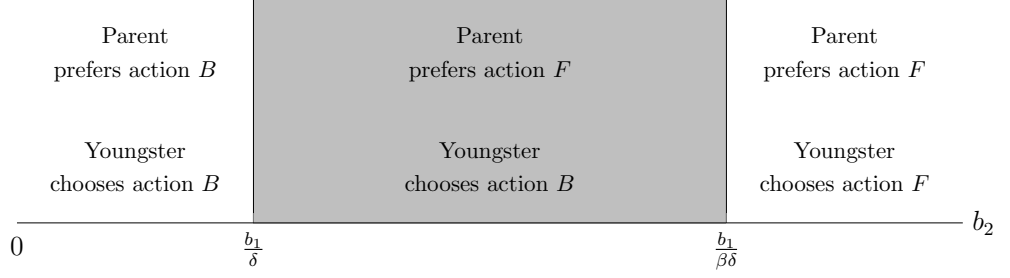 Parent
prefers action B
Parent
prefers action F
Parent
prefers action F
Youngster
chooses action B
Youngster
chooses action B
Youngster
chooses action F
0
b₁/δ
b₁/βδ
b₂